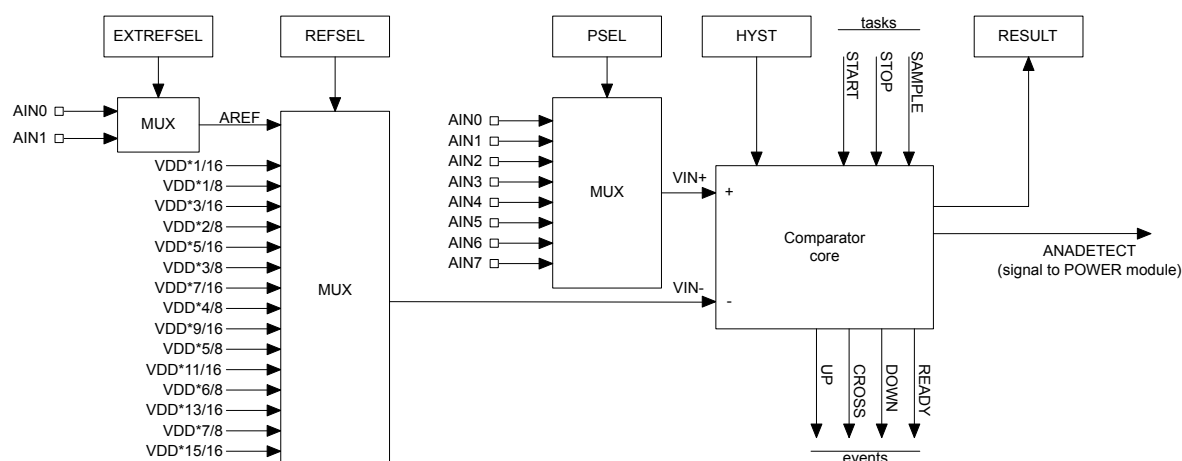 tasks
EXTREFSEL
REFSEL
PSEL
HYST
RESULT
START
STOP
SAMPLE
AIN0
AIN1
MUX
AREF
VDD*1/16
VDD*1/8
VDD*3/16
VDD*2/8
VDD*5/16
VDD*3/8
VDD*7/16
VDD*4/8
VDD*9/16
VDD*5/8
VDD*11/16
VDD*6/8
VDD*13/16
VDD*7/8
VDD*15/16
MUX
AIN0
AIN1
AIN2
AIN3
AIN4
AIN5
AIN6
AIN7
MUX
VIN+
VIN-
+
-
Comparator
core
ANADETECT
(signal to POWER module)
UP
CROSS
DOWN
READY
events